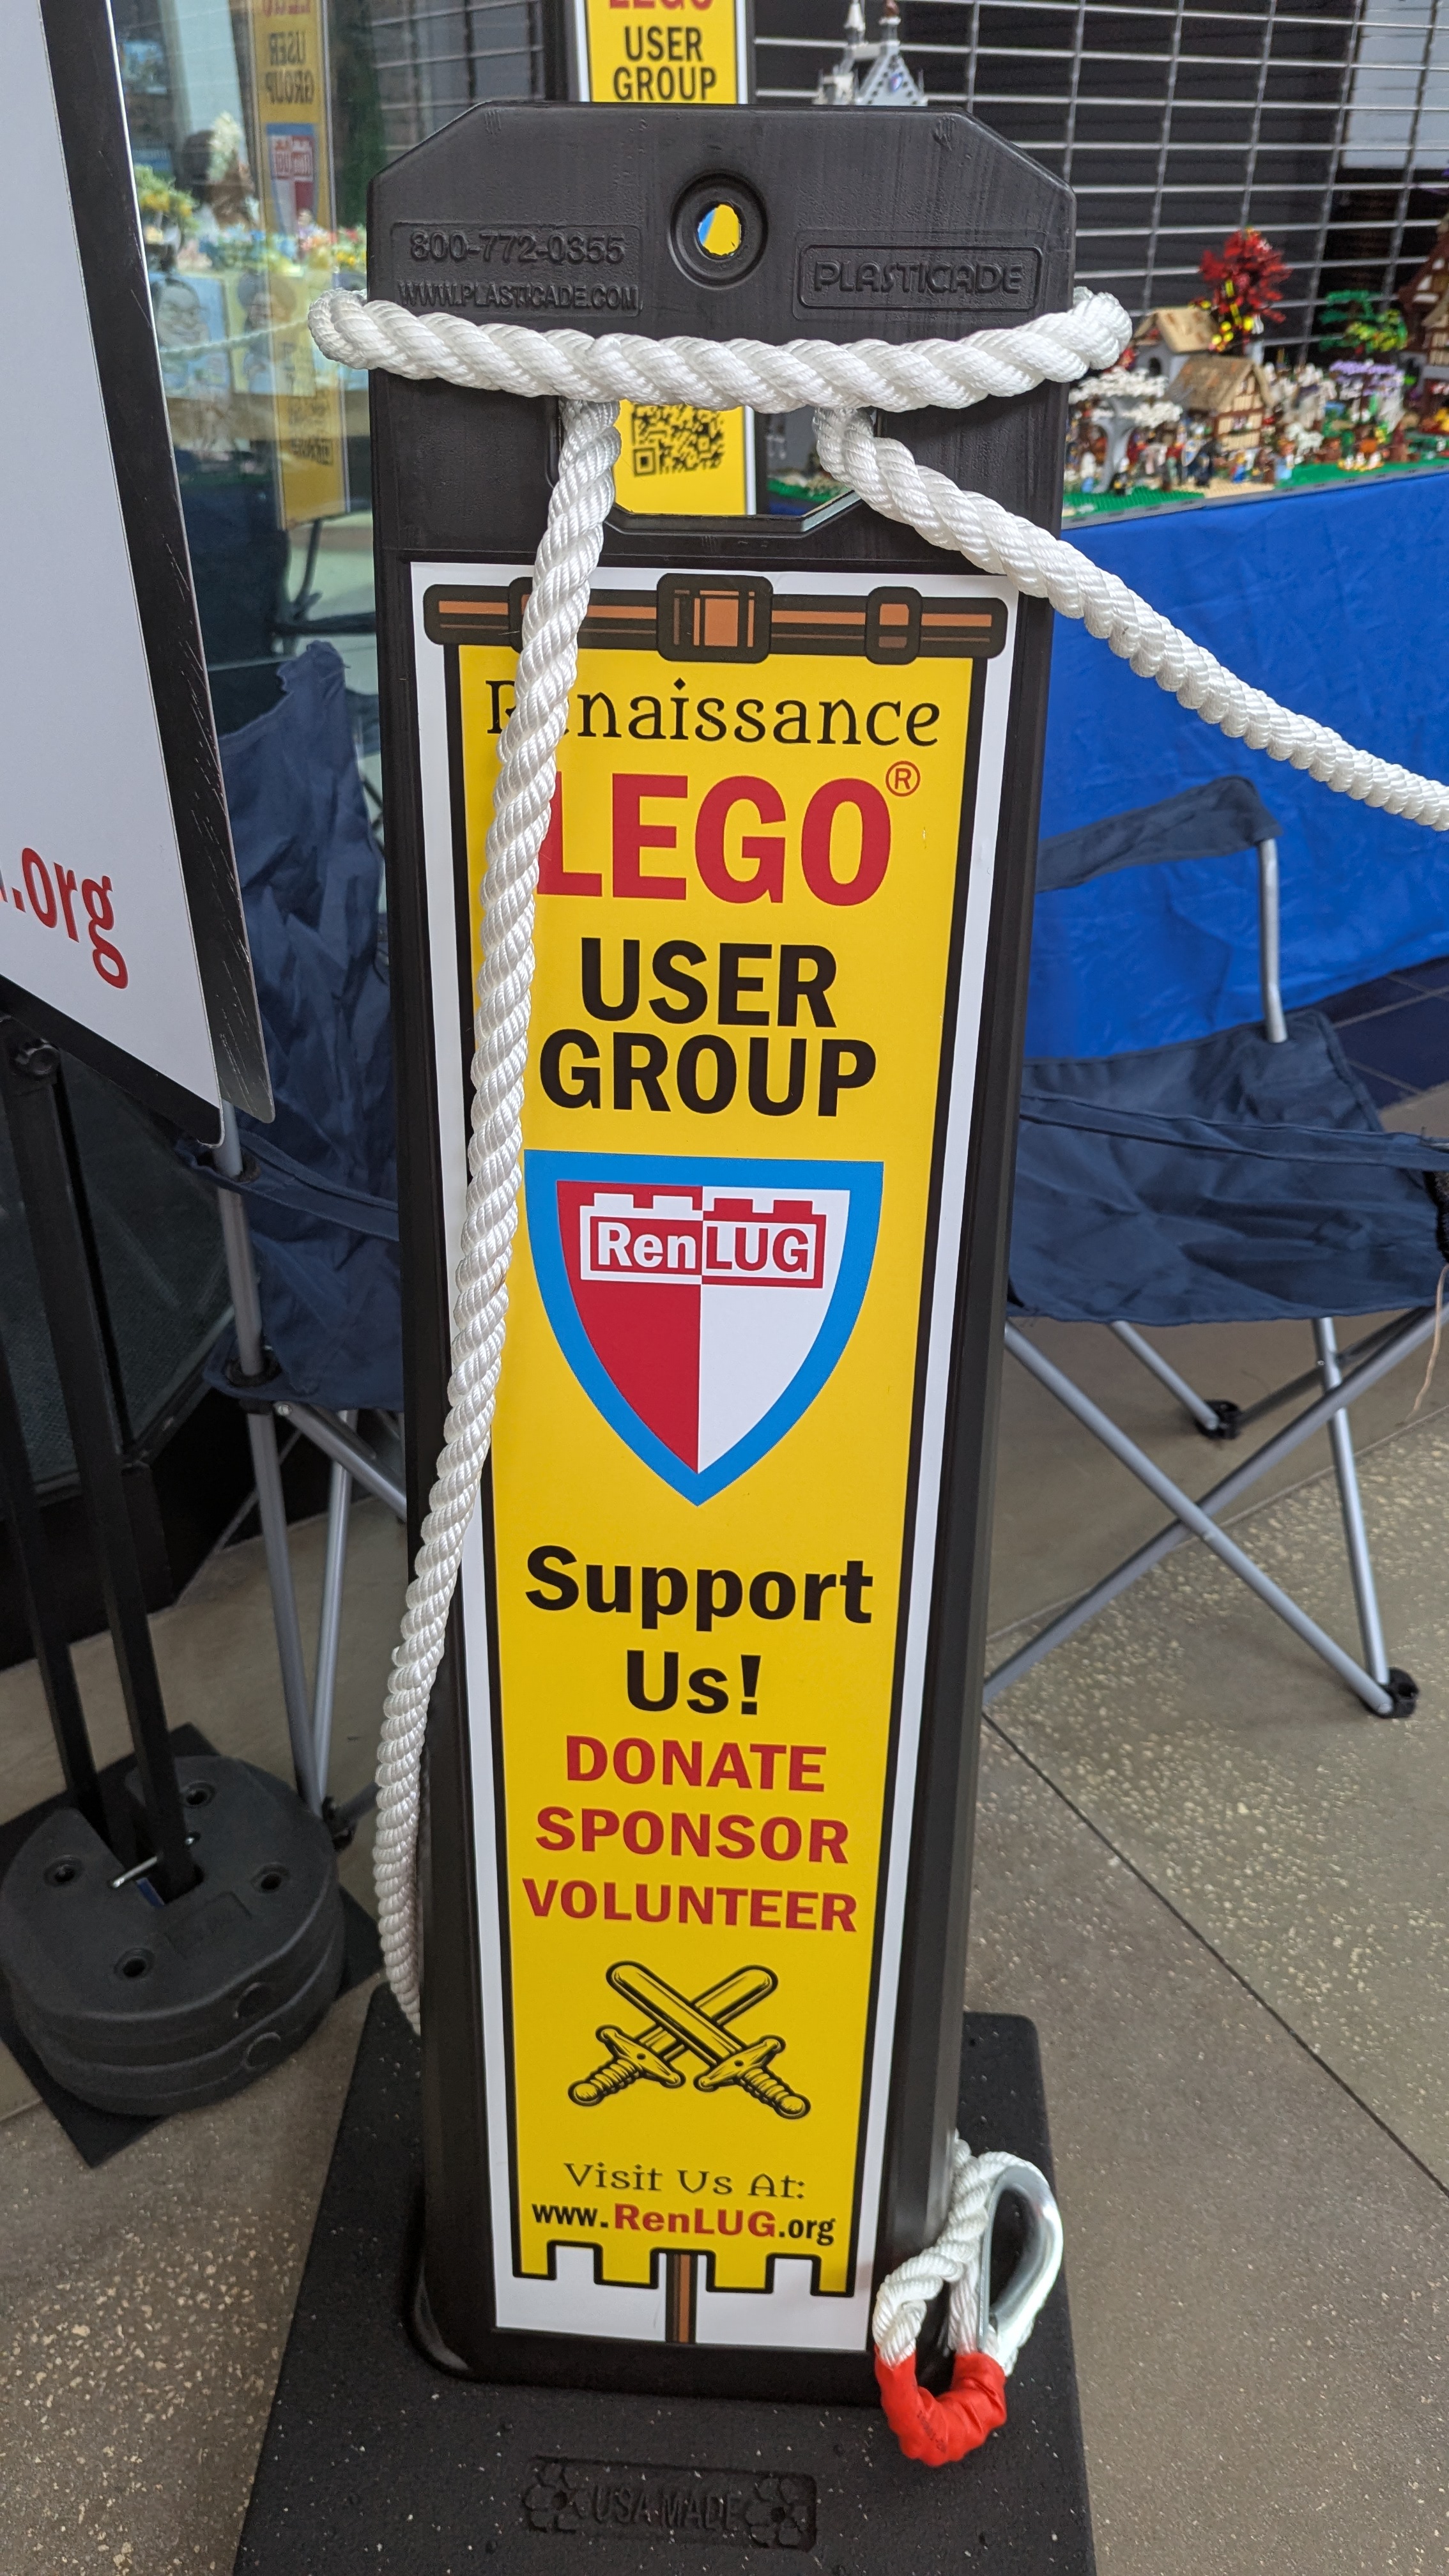 LEGO
USER
GROUP
800-772-0355
WWW.PLASTICADE.COM
PLASTICADE
.org
Renaissance
LEGO®
USER
GROUP
RenLUG
Support
Us!
DONATE
SPONSOR
VOLUNTEER
Visit Us At:
www.RenLUG.org
USA MADE